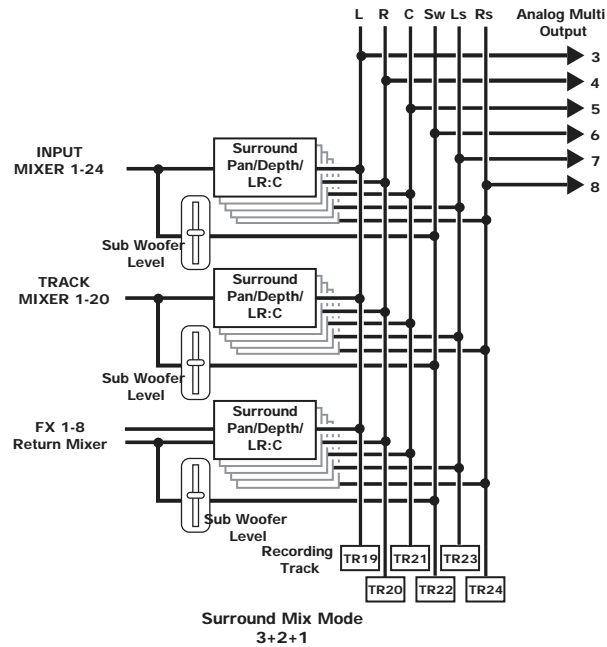 L R C Sw Ls Rs
Analog Multi
Output
3
4
5
6
7
8
INPUT
MIXER 1-24
Surround
Pan/Depth/
LR:C
Sub Woofer
Level
TRACK
MIXER 1-20
Surround
Pan/Depth/
LR:C
Sub Woofer
Level
FX 1-8
Return Mixer
Surround
Pan/Depth/
LR:C
Sub Woofer
Level
Recording
Track
TR19 TR21 TR23
TR20 TR22 TR24
Surround Mix Mode
3+2+1